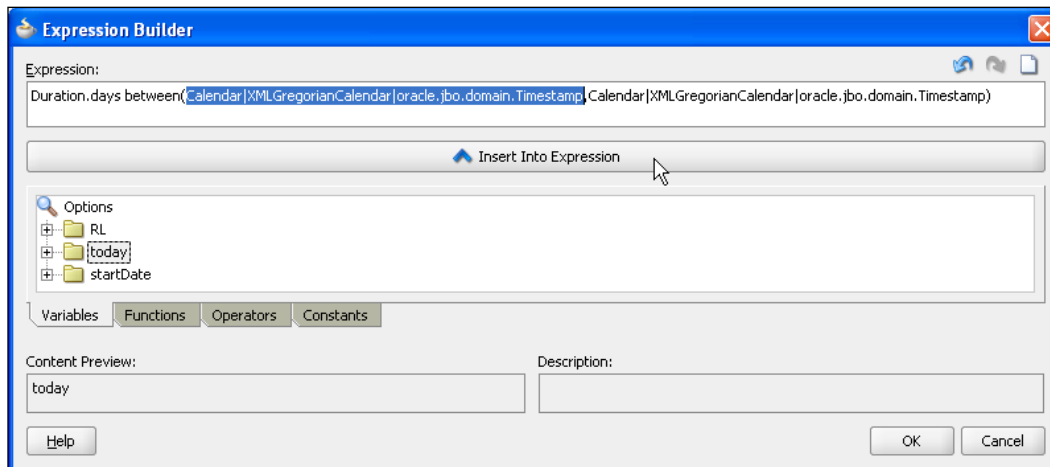 Expression Builder
Expression:
Duration.days between(Calendar|XMLGregorianCalendar|oracle.jbo.domain.Timestamp,Calendar|XMLGregorianCalendar|oracle.jbo.domain.Timestamp)
Insert Into Expression
Options
RL
today
startDate
Variables Functions Operators Constants
Content Preview: Description:
today
Help OK Cancel